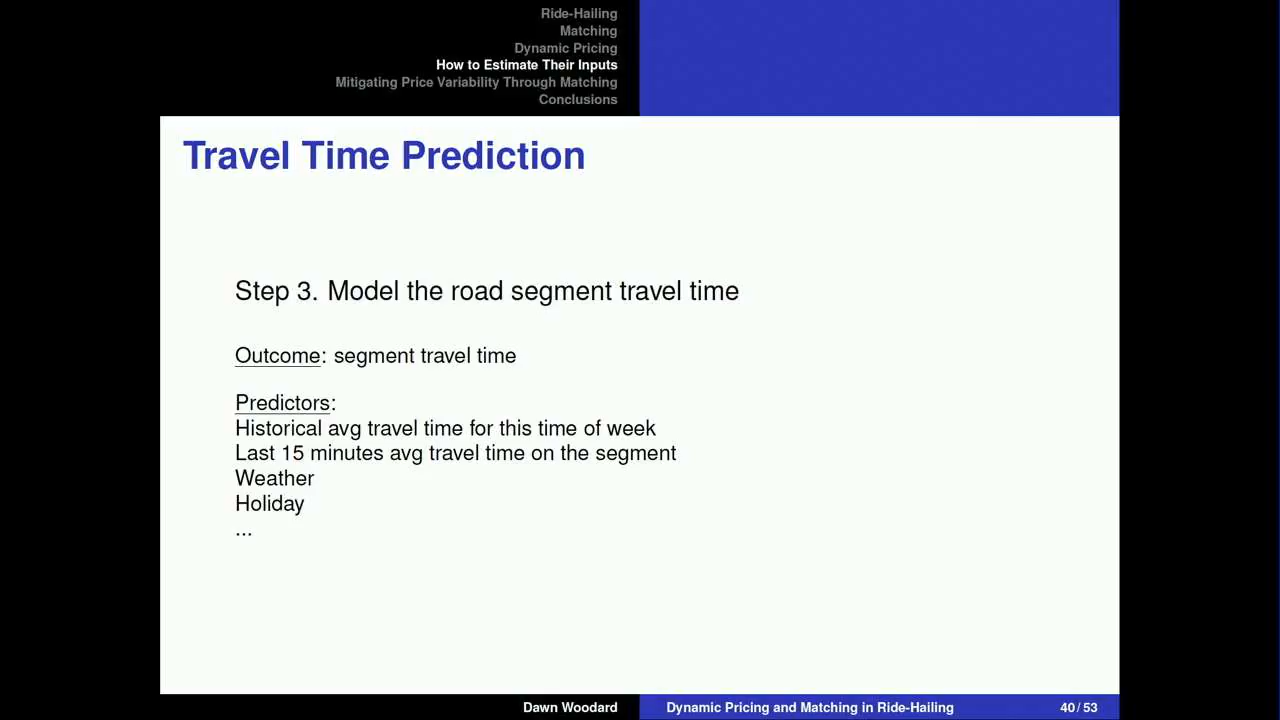 Ride-Hailing
Matching
Dynamic Pricing
How to Estimate Their Inputs
Mitigating Price Variability Through Matching
Conclusions
Travel Time Prediction
Step 3. Model the road segment travel time
Outcome: segment travel time
Predictors:
Historical avg travel time for this time of week
Last 15 minutes avg travel time on the segment
Weather
Holiday
...
Dawn Woodard
Dynamic Pricing and Matching in Ride-Hailing
40/53